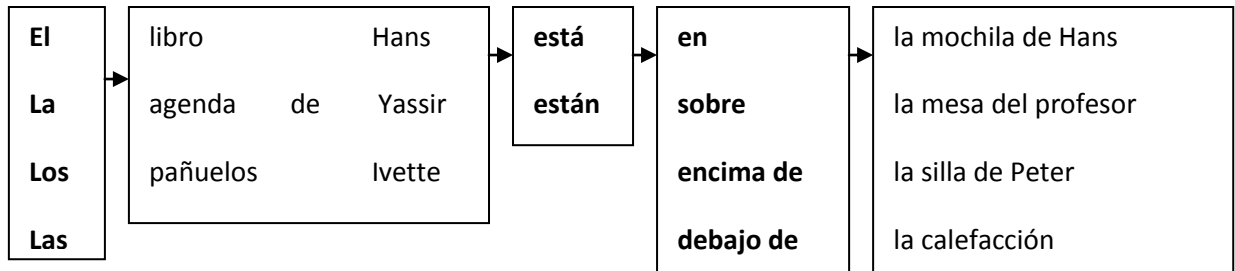 El libro Hans está en la mochila de Hans
La agenda de Yassir están sobre la mesa del profesor
Los pañuelos Ivette encima de la silla de Peter
Las debajo de la calefacción